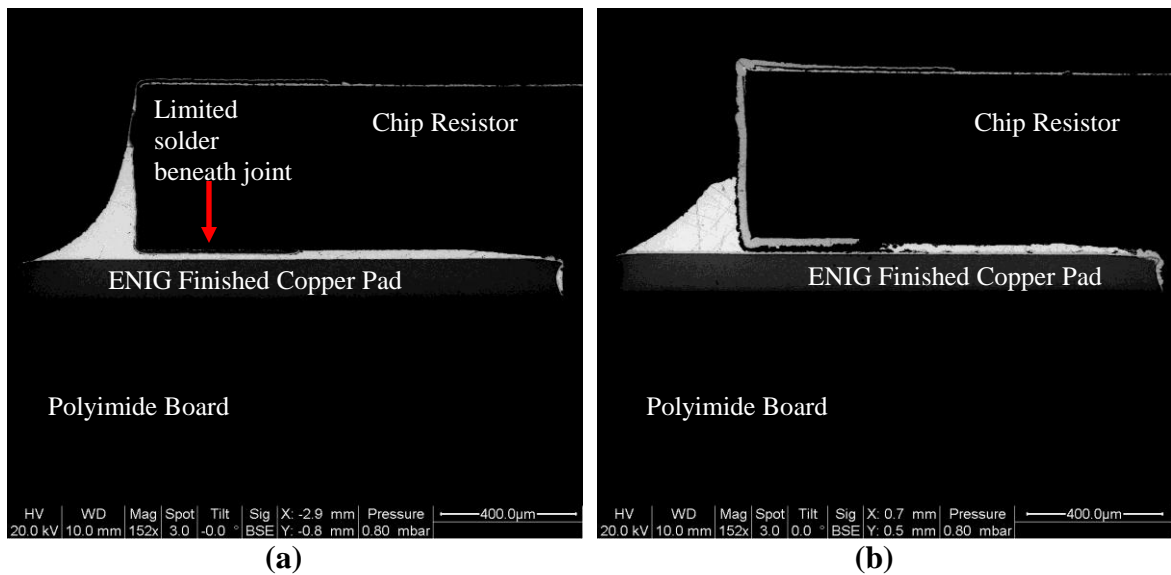 Limited
solder
beneath joint
Chip Resistor
ENIG Finished Copper Pad
Polyimide Board
HV WD Mag Spot Tilt Sig X: -2.9 mm Pressure 400.0µm
20.0 kV 10.0 mm 152x 3.0 -0.0 ° BSE Y: -0.8 mm 0.80 mbar
(a)
Chip Resistor
ENIG Finished Copper Pad
Polyimide Board
HV WD Mag Spot Tilt Sig X: 0.7 mm Pressure 400.0µm
20.0 kV 10.0 mm 152x 3.0 0.0 ° BSE Y: 0.5 mm 0.80 mbar
(b)